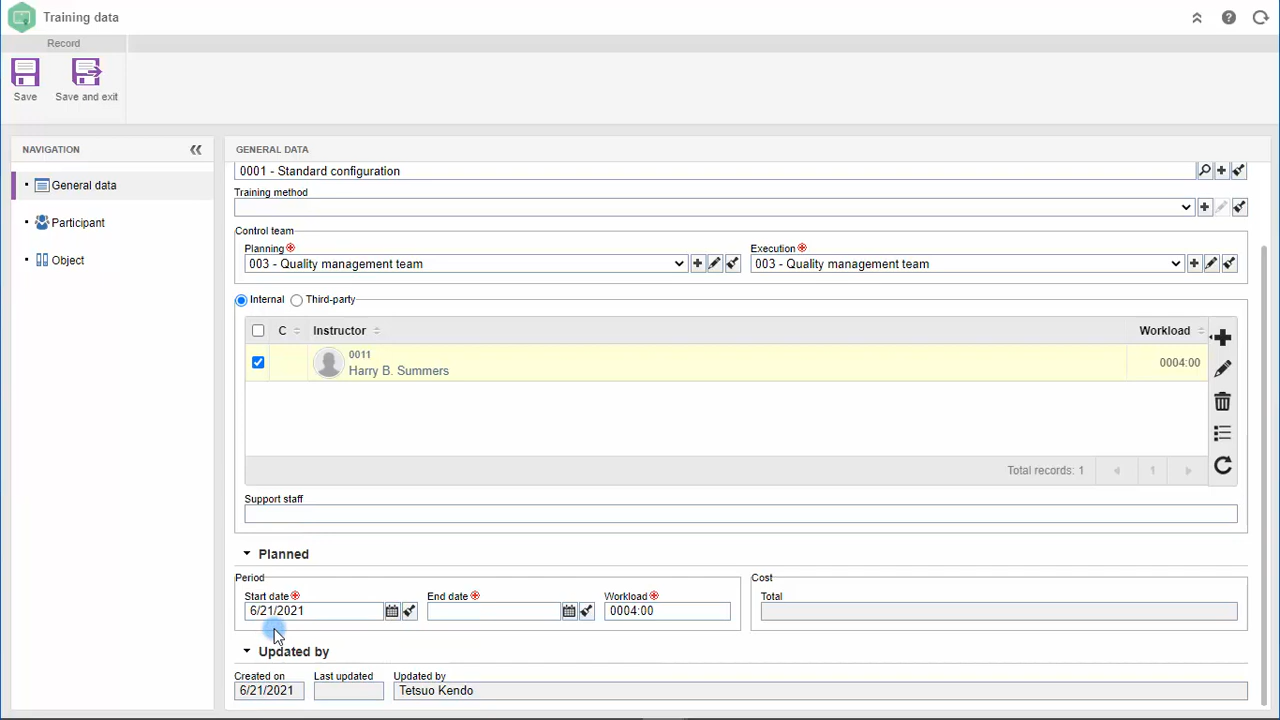 Training data
Record
Save
Save and exit
NAVIGATION
General data
Participant
Object
GENERAL DATA
0001 - Standard configuration
Training method
Control team
Planning
Execution
003 - Quality management team
003 - Quality management team
Internal
Third-party
C
Instructor
Workload
0011
Harry B. Summers
0004:00
Total records: 1
1
Support staff
Planned
Period
Cost
Start date
End date
Workload
Total
6/21/2021
0004:00
Updated by
Created on
Last updated
Updated by
6/21/2021
Tetsuo Kendo